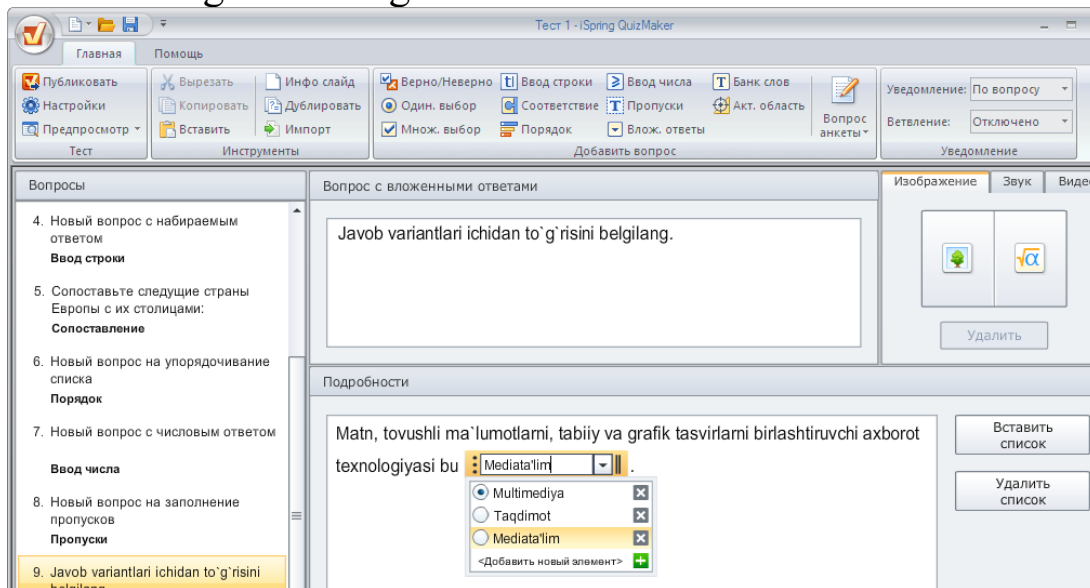 Тест 1 - iSpring QuizMaker
Главная Помощь
Публиковать Вырезать Инфо слайд Верно/Неверно Ввод строки Ввод числа Банк слов Уведомление: По вопросу
Настройки Копировать Дублировать Один. выбор Соответствие Пропуски Акт. область Вопрос анкеты
Предпросмотр Вставить Импорт Множ. выбор Порядок Влож. ответы Ветвление: Отключено
Тест Инструменты Добавить вопрос Уведомление
Вопросы
4. Новый вопрос с набираемым
ответом
Ввод строки
5. Сопоставьте следущие страны
Европы с их столицами:
Сопоставление
6. Новый вопрос на упорядочивание
списка
Порядок
7. Новый вопрос с числовым ответом
Ввод числа
8. Новый вопрос на заполнение
пропусков
Пропуски
9. Javob variantlari ichidan to`g`risini
Вопрос с вложенными ответами
Javob variantlari ichidan to`g`risini belgilang.
Изображение Звук Виде
√α
Удалить
Подробности
Matn, tovushli ma`lumotlarni, tabiiy va grafik tasvirlarni birlashtiruvchi axborot
texnologiyasi bu Mediata'lim .
Multimediya
Taqdimot
Mediata'lim
<Добавить новый элемент>
Вставить
список
Удалить
список